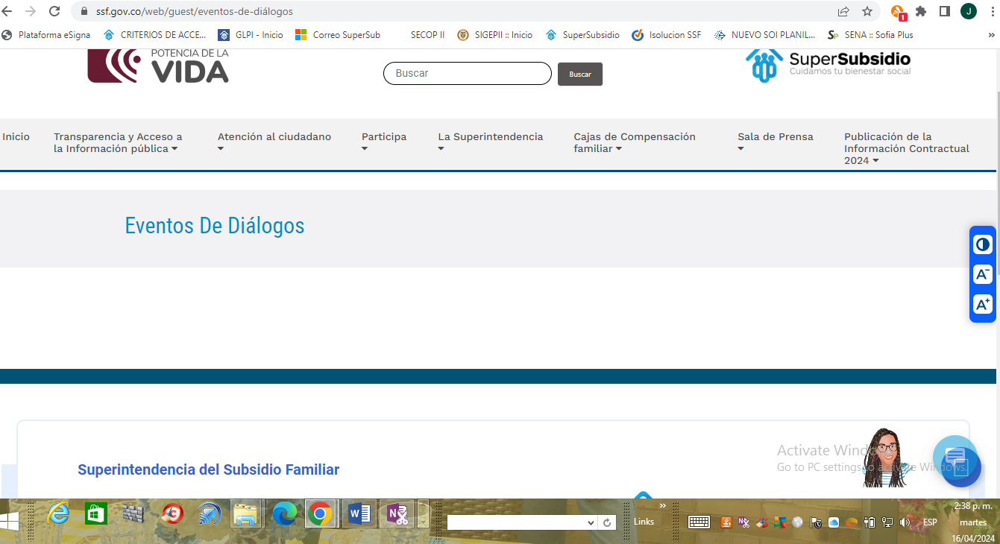 ssf.gov.co/web/guest/eventos-de-diálogos
1
J
Plataforma eSigna
CRITERIOS DE ACCE...
GLPI - Inicio
Correo SuperSub
SECOP II
SIGEPII :: Inicio
SuperSubsidio
Isolucion SSF
NUEVO SOI PLANIL...
SENA :: Sofia Plus
»
POTENCIA DE LA
VIDA
Buscar
Buscar
SuperSubsidio
Cuidamos tu bienestar social
Inicio
Transparencia y Acceso a
la Información pública
Atención al ciudadano
Participa
La Superintendencia
Cajas de Compensación
familiar
Sala de Prensa
Publicación de la
Información Contractual
2024
Eventos De Diálogos
A-
A+
Activate Windows
Go to PC settings to activate Windows.
Superintendencia del Subsidio Familiar
Links
»
ESP
2:38 p. m.
martes
16/04/2024